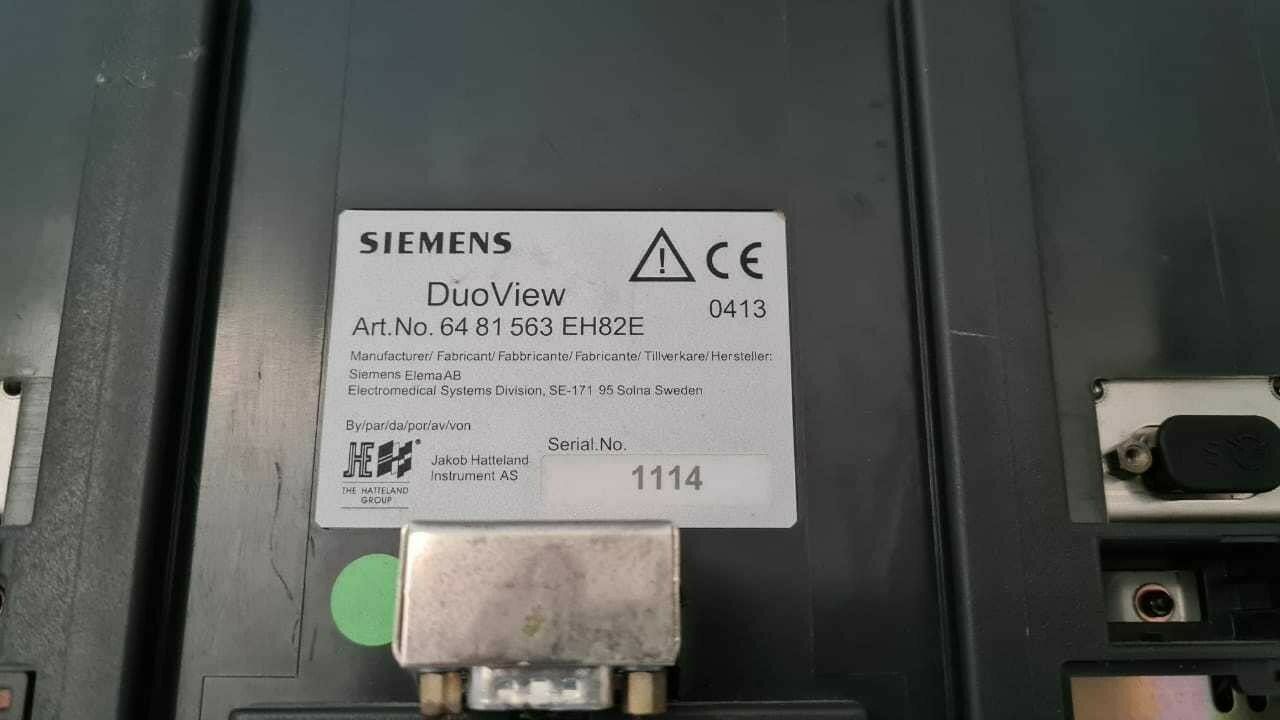 SIEMENS
DuoView
0413
Art.No. 64 81 563 EH82E
Manufacturer/ Fabricant/ Fabbricante/ Fabricante/ Tillverkare/ Hersteller:
Siemens Elema AB
Electromedical Systems Division, SE-171 95 Solna Sweden
By/par/da/por/av/von
JHE
THE HATTELAND
GROUP
Jakob Hatteland
Instrument AS
Serial.No.
1114